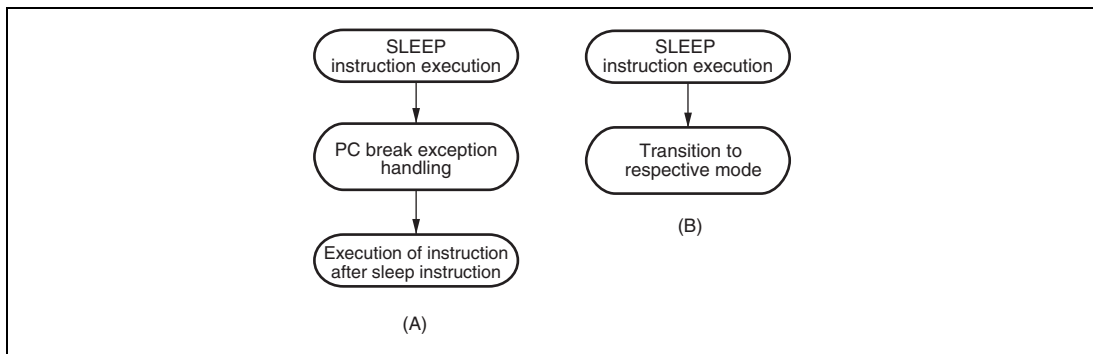 SLEEP
instruction execution
PC break exception
handling
Execution of instruction
after sleep instruction
(A)
SLEEP
instruction execution
Transition to
respective mode
(B)